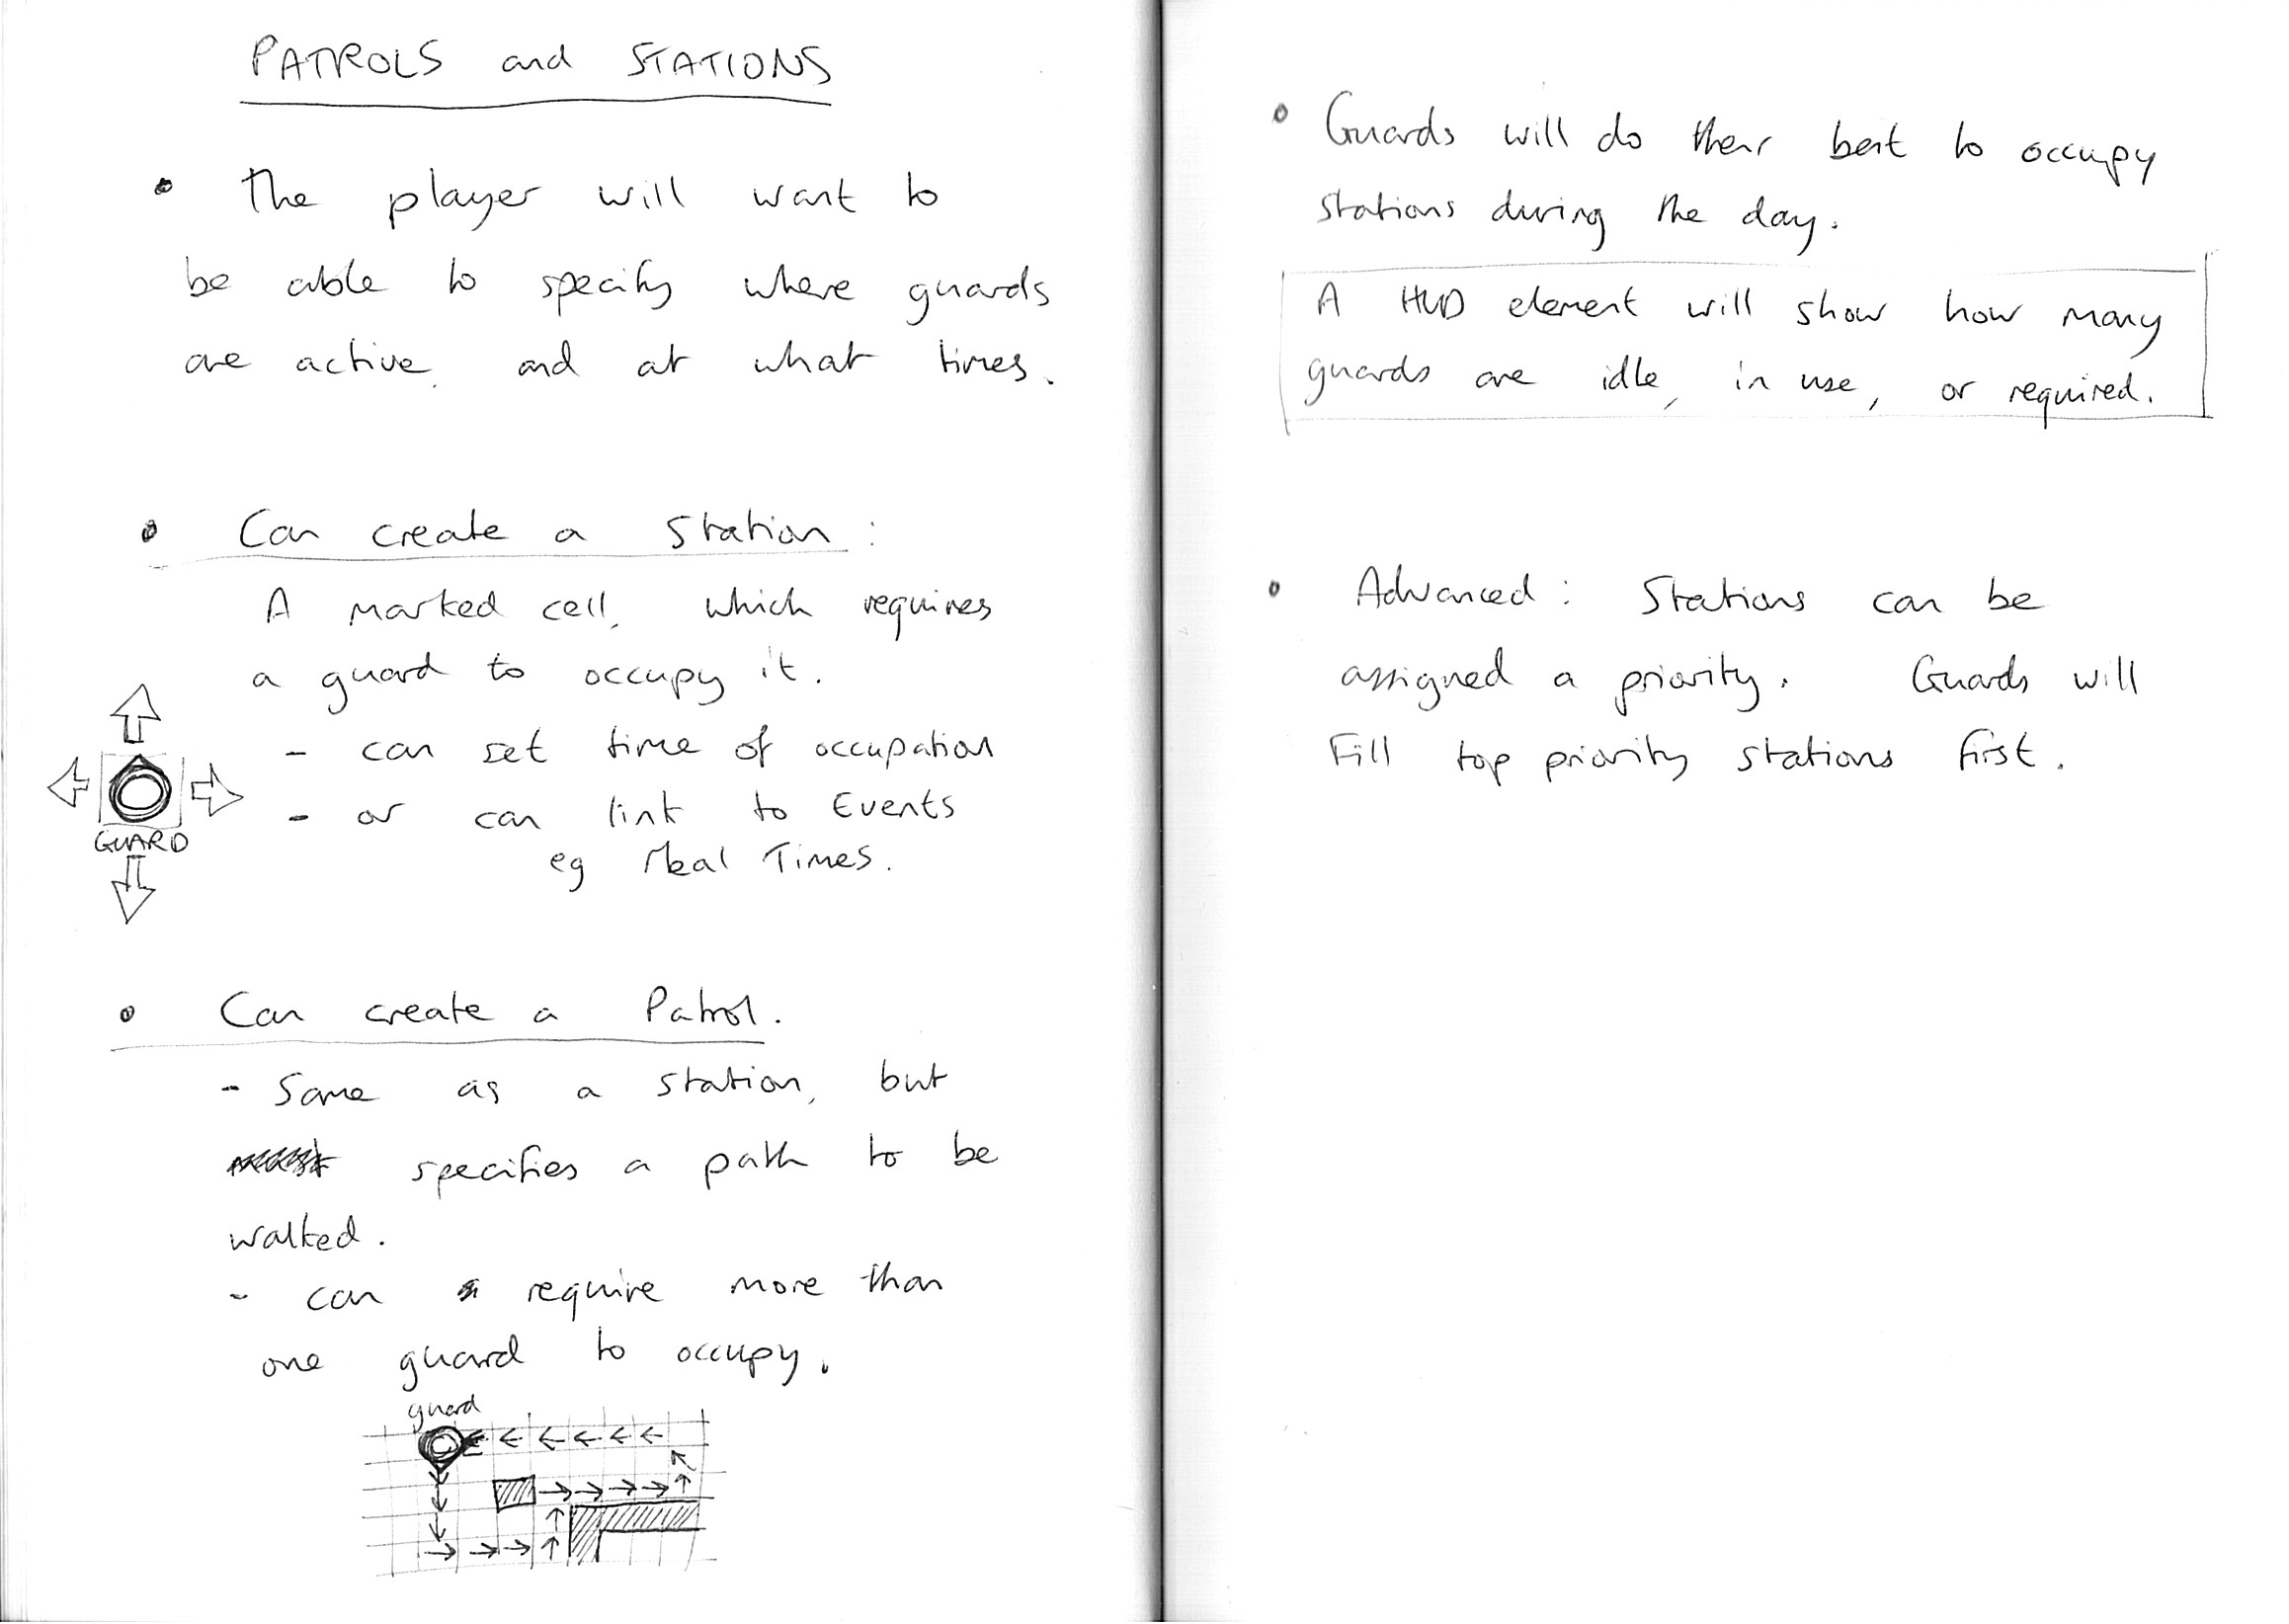 PATROLS and STATIONS
• The player will want to
be able to specify where guards
are active, and at what times.
• Can create a Station:
A marked cell, which requires
a guard to occupy it.
- can set time of occupation
- or can link to Events
eg Meal Times.
GUARD
• Can create a Patrol.
- Same as a station, but
specifies a path to be
walked.
- can require more than
one guard to occupy.
guard
• Guards will do their best to occupy
stations during the day.
A HUD element will show how many
guards are idle, in use, or required.
• Advanced: Stations can be
assigned a priority. Guards will
Fill top priority stations first.